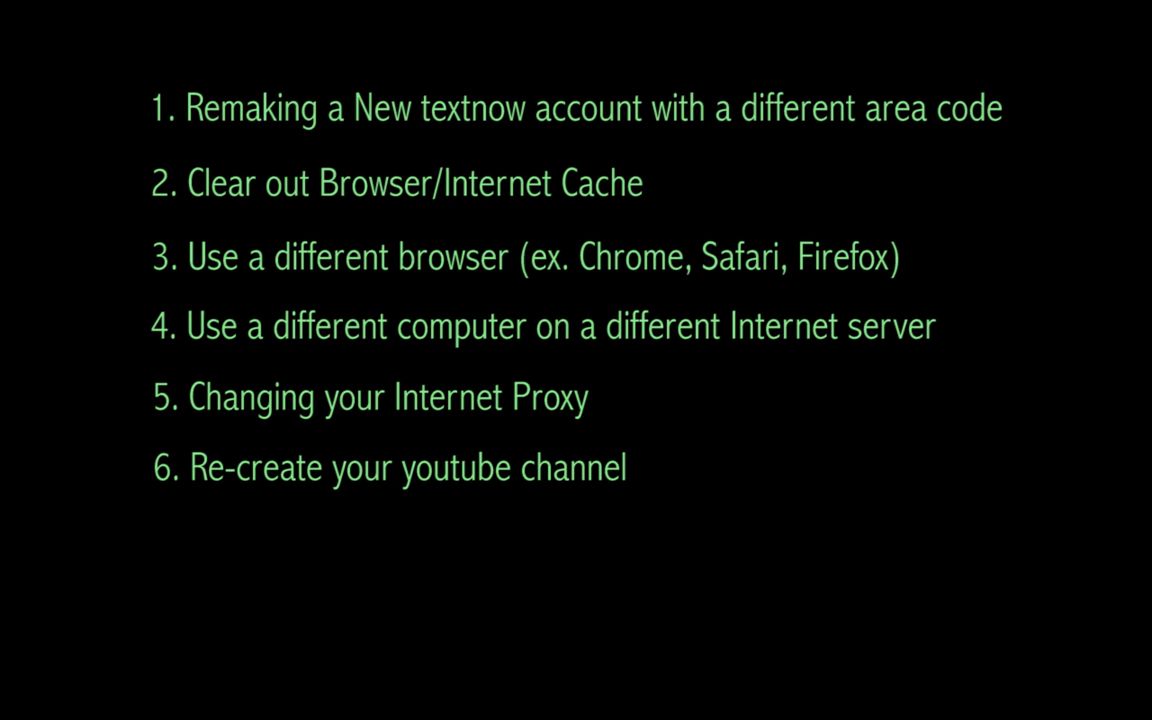 1. Remaking a New textnow account with a different area code
2. Clear out Browser/Internet Cache
3. Use a different browser (ex. Chrome, Safari, Firefox)
4. Use a different computer on a different Internet server
5. Changing your Internet Proxy
6. Re-create your youtube channel